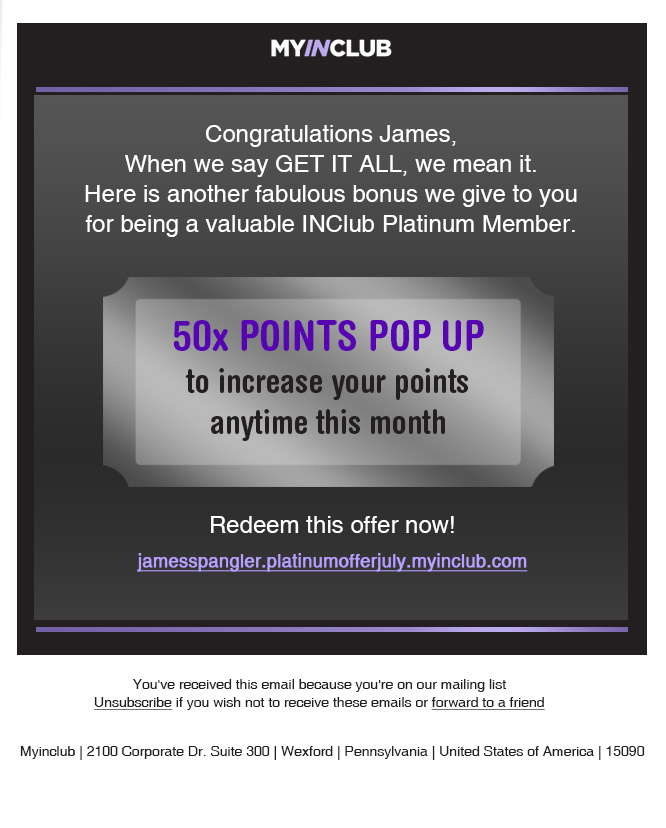 MYINCLUB
Congratulations James,
When we say GET IT ALL, we mean it.
Here is another fabulous bonus we give to you
for being a valuable INClub Platinum Member.
50x POINTS POP UP
to increase your points
anytime this month
Redeem this offer now!
jamesspangler.platinumofferjuly.myinclub.com
You've received this email because you're on our mailing list
Unsubscribe if you wish not to receive these emails or forward to a friend
Myinclub | 2100 Corporate Dr. Suite 300 | Wexford | Pennsylvania | United States of America | 15090